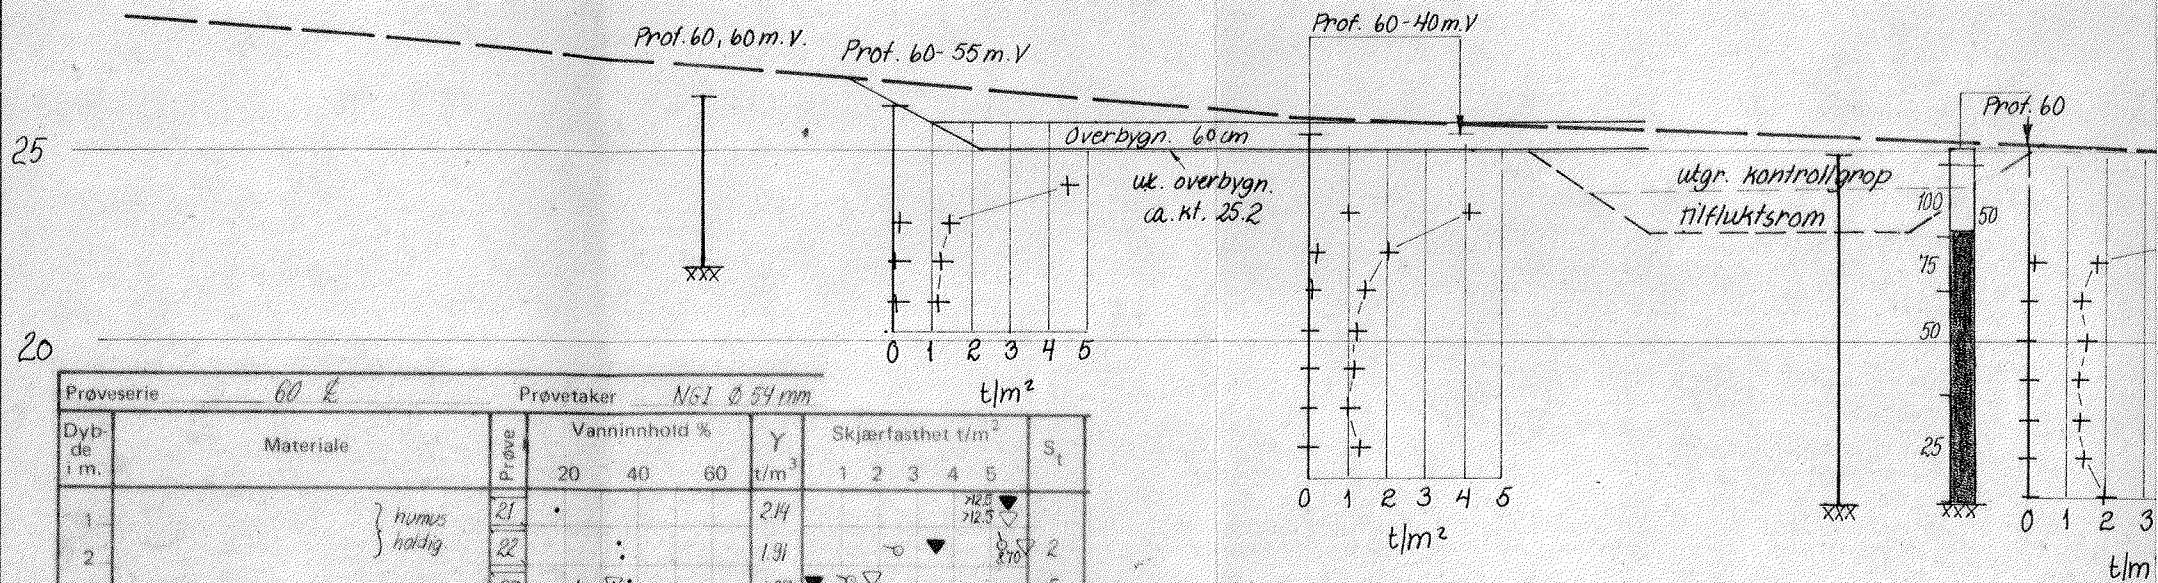 Prof. 60, 60 m. V.
Prof. 60- 55 m. V
Prof. 60-40 m. V
Prof. 60
25
Overbygn. 60 cm
uk. overbygn.
ca. kt. 25.2
utgr. kontrollgrop
tilfluktsrom
100
50
75
50
25
20
0 1 2 3 4 5
t/m²
0 1 2 3 4 5
t/m²
0 1 2 3
t/m
Prøveserie 60 Prøvetaker NGI Ø 54 mm
Dyb-
de
i m.
Materiale
Prøve
Vanninnhold %
20 40 60
γ
t/m³
Skjærfasthet t/m²
1 2 3 4 5
St
1
2
humus
holdig
21
2.14
>12.5
>12.5
22
1.91
8.70
2